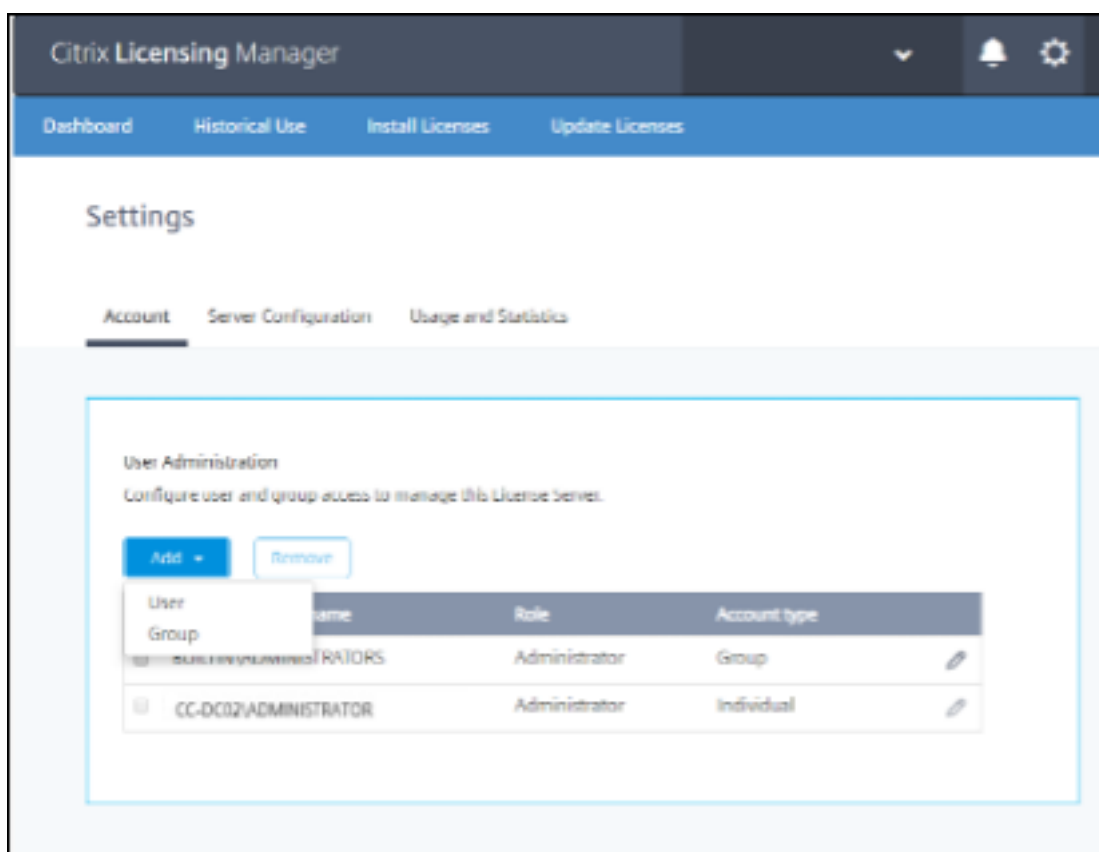 Citrix Licensing Manager
Dashboard Historical Use Install Licenses Update Licenses
Settings
Account Server Configuration Usage and Statistics
User Administration
Configure user and group access to manage this License Server.
Add Remove
User
Group
Role Account type
BUILTIN\ADMINISTRATORS Administrator Group
CC-DC02\ADMINISTRATOR Administrator Individual